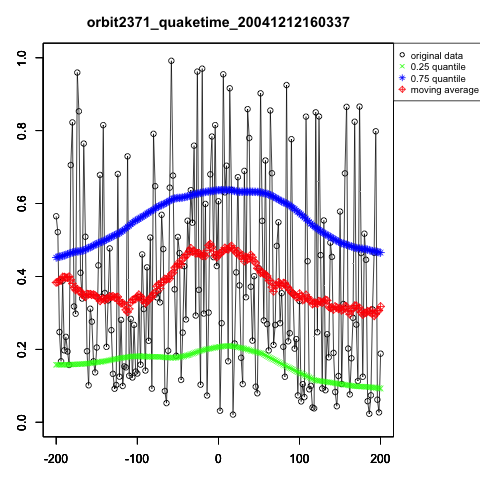 orbit2371_quaketime_20041212160337
original data
0.25 quantile
0.75 quantile
moving average
1.0
0.8
0.6
0.4
0.2
0.0
-200 -100 0 100 200